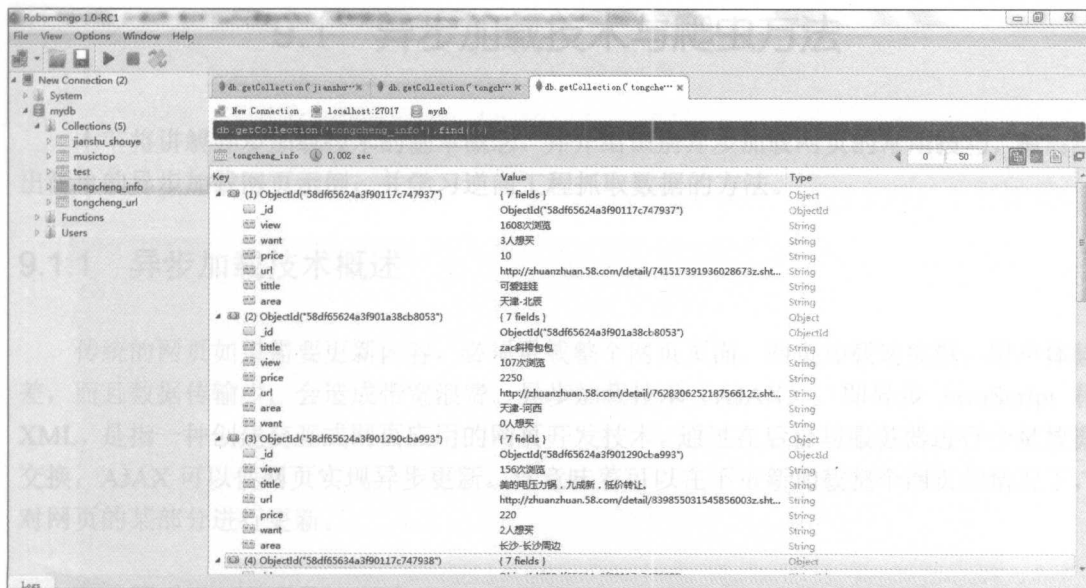 Robomongo 1.0-RC1
File View Options Window Help
New Connection (2)
System
mydb
Collections (5)
jianshu_shouye
musictop
test
tongcheng_info
tongcheng_url
Functions
Users
db.getCollection('jianshu··· db.getCollection('tongch··· db.getCollection('tongche···
New Connection localhost:27017 mydb
db.getCollection('tongcheng_info').find({})
tongcheng_info 0.002 sec. 0 50
Key Value Type
(1) ObjectId("58df65624a3f90117c747937") { 7 fields } Object
_id ObjectId("58df65624a3f90117c747937") ObjectId
view 1608次浏览 String
want 3人想买 String
price 10 String
url http://zhuanzhuan.58.com/detail/741517391936028673z.sht... String
tittle 可爱娃娃 String
area 天津-北辰 String
(2) ObjectId("58df65624a3f901a38cb8053") { 7 fields } Object
_id ObjectId("58df65624a3f901a38cb8053") ObjectId
tittle zac斜挎包包 String
view 107次浏览 String
price 2250 String
url http://zhuanzhuan.58.com/detail/762830625218756612z.sht... String
area 天津-河西 String
want 0人想买 String
(3) ObjectId("58df65624a3f901290cba993") { 7 fields } Object
_id ObjectId("58df65624a3f901290cba993") ObjectId
view 156次浏览 String
tittle 美的电压力锅，九成新，低价转让。 String
url http://zhuanzhuan.58.com/detail/839855031545856003z.sht... String
price 220 String
want 2人想买 String
area 长沙-长沙周边 String
(4) ObjectId("58df65634a3f90117c747938") { 7 fields } Object
Logs